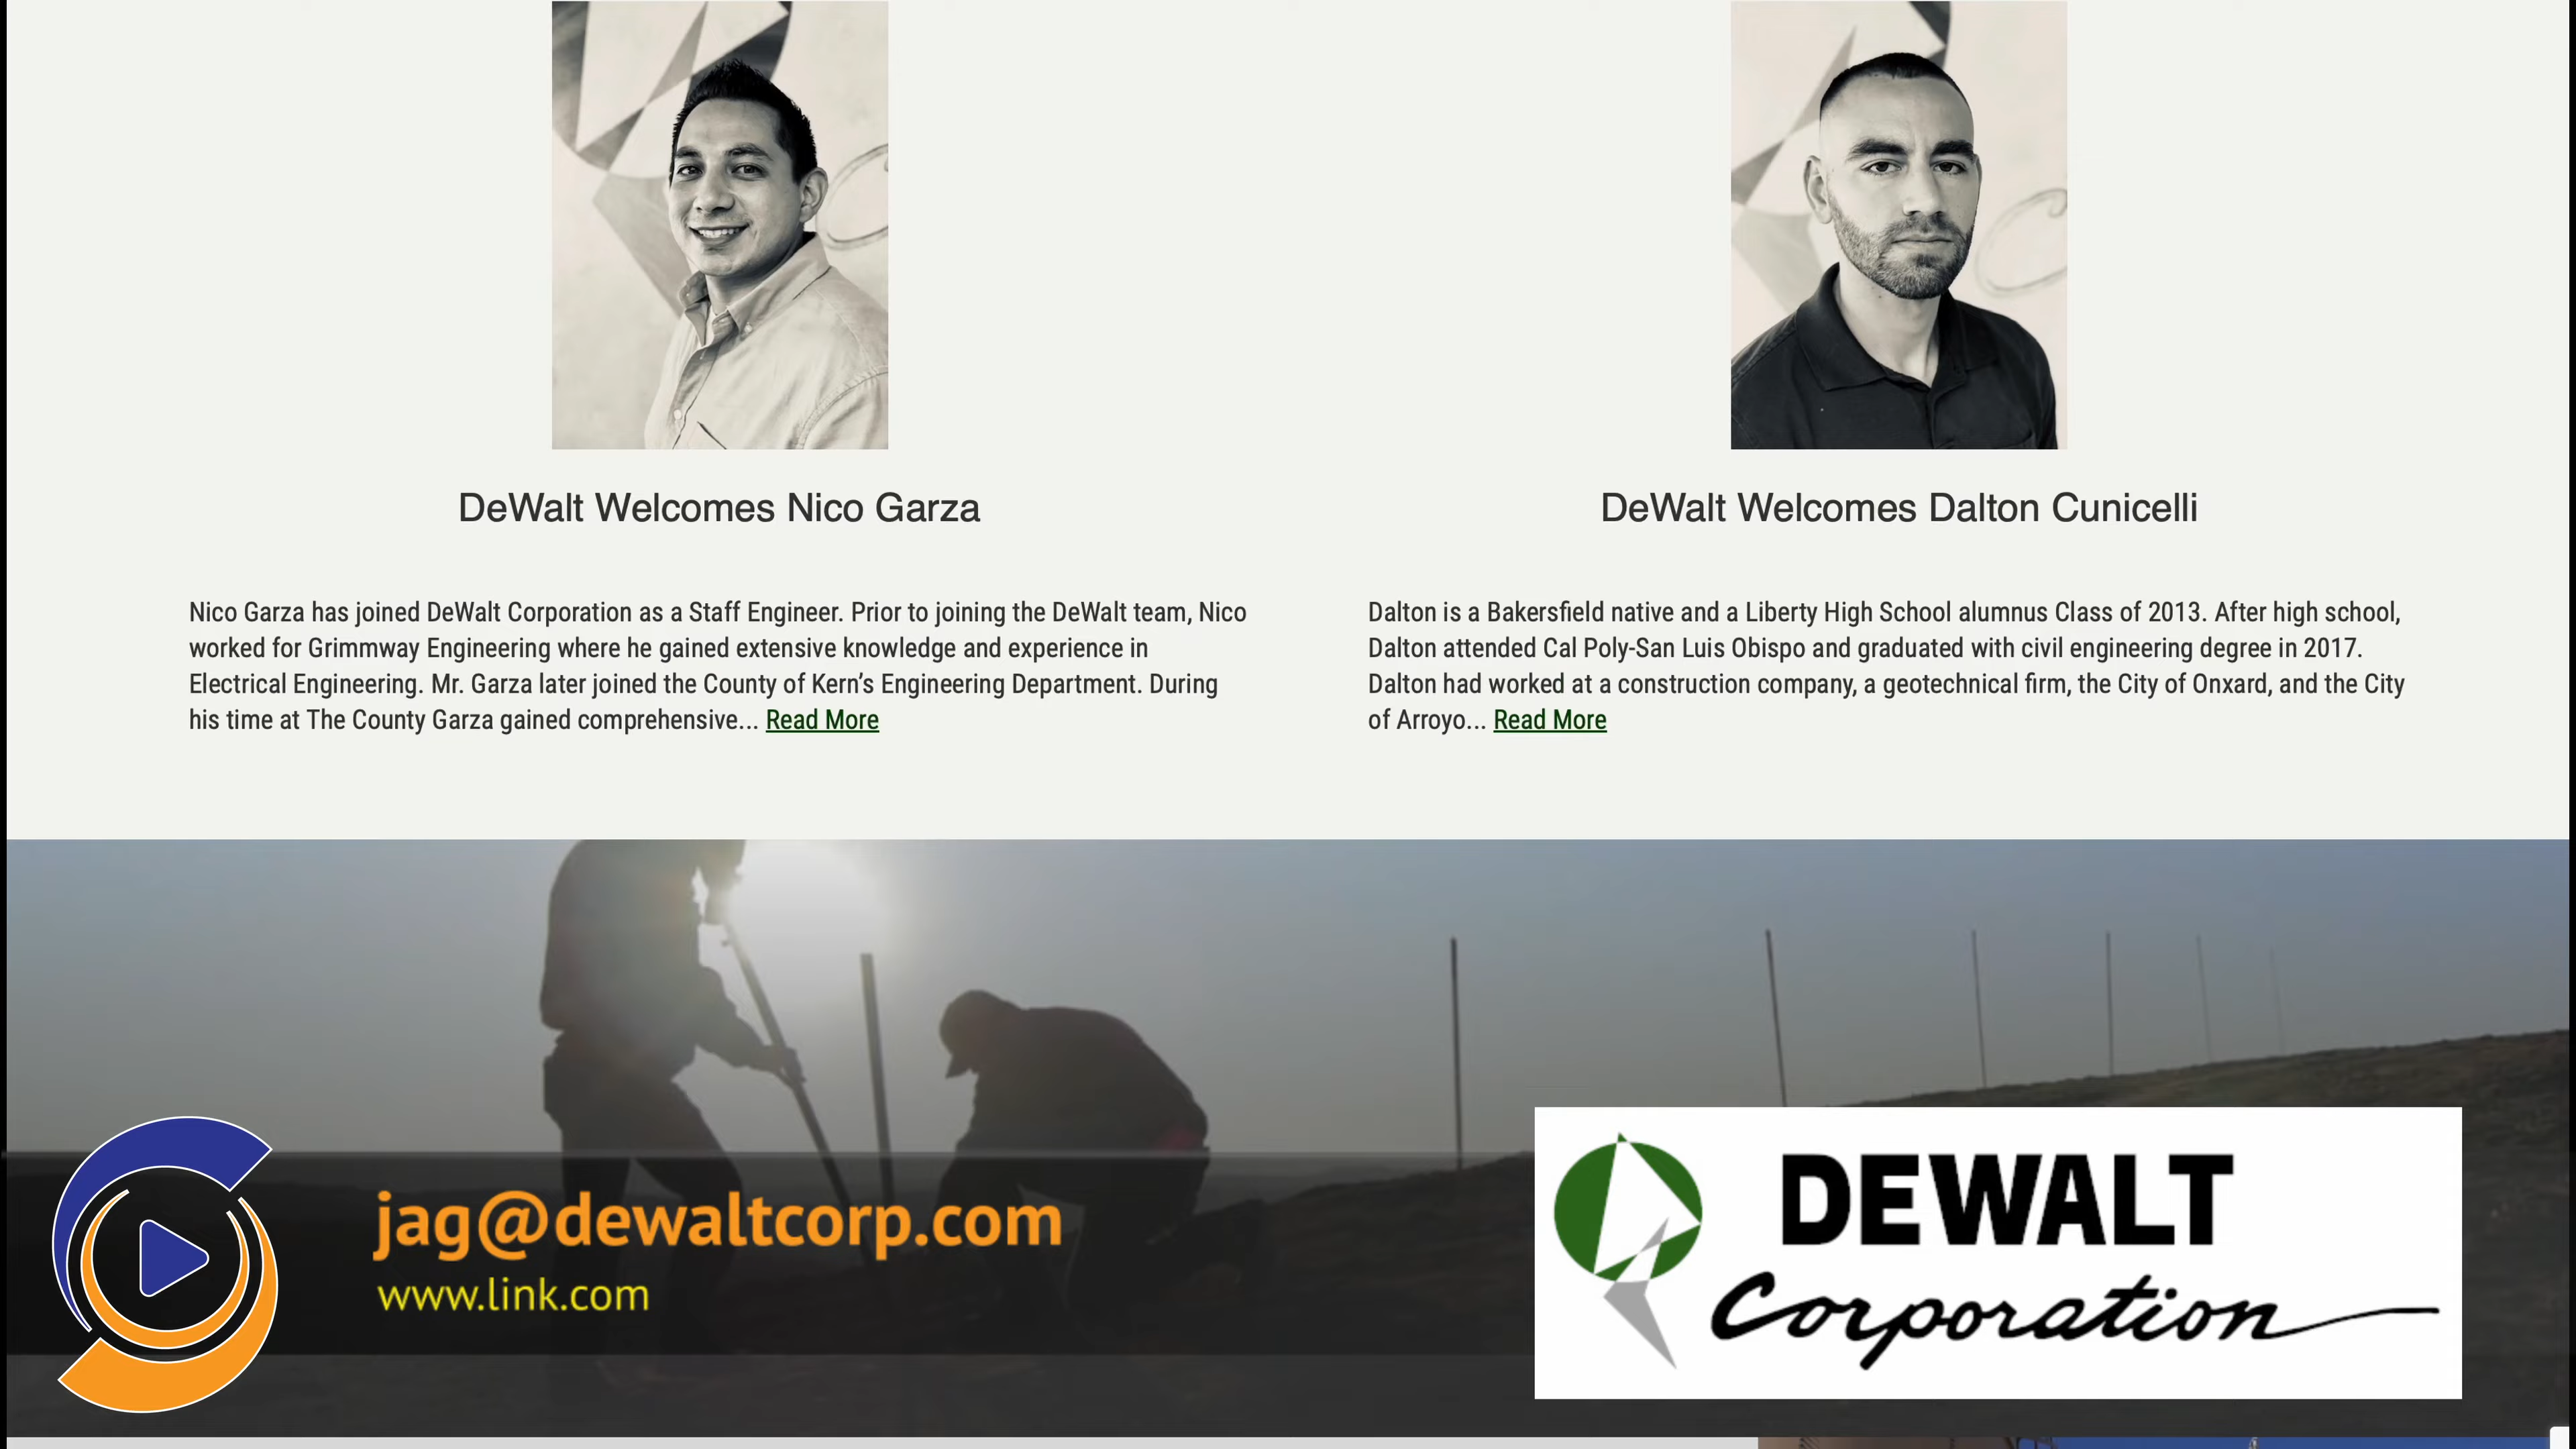 DeWalt Welcomes Nico Garza
Nico Garza has joined DeWalt Corporation as a Staff Engineer. Prior to joining the DeWalt team, Nico
worked for Grimmway Engineering where he gained extensive knowledge and experience in
Electrical Engineering. Mr. Garza later joined the County of Kern’s Engineering Department. During
his time at The County Garza gained comprehensive... Read More
DeWalt Welcomes Dalton Cunicelli
Dalton is a Bakersfield native and a Liberty High School alumnus Class of 2013. After high school,
Dalton attended Cal Poly-San Luis Obispo and graduated with civil engineering degree in 2017.
Dalton had worked at a construction company, a geotechnical firm, the City of Onxard, and the City
of Arroyo... Read More
jag@dewaltcorp.com
www.link.com
DEWALT
Corporation